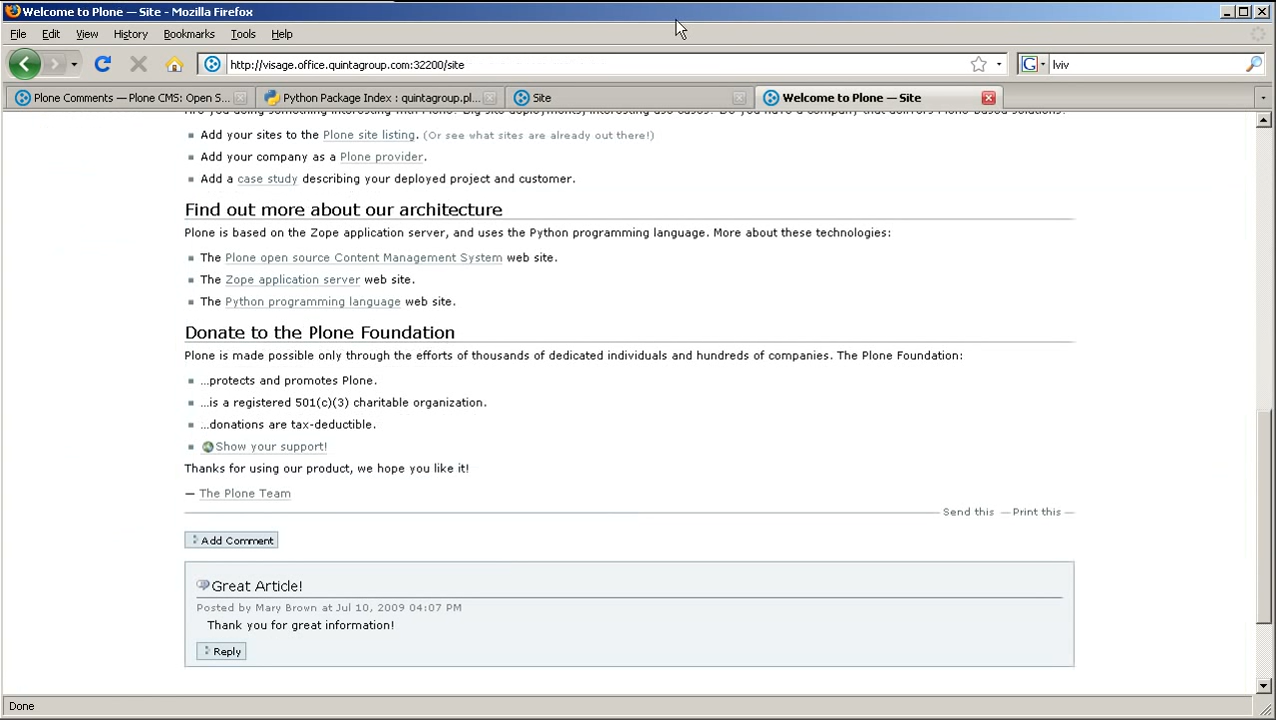 Welcome to Plone — Site - Mozilla Firefox
File Edit View History Bookmarks Tools Help
http://visage.office.quintagroup.com:32200/site
lviv
Plone Comments — Plone CMS: Open S...
Python Package Index : quintagroup.pl...
Site
Welcome to Plone — Site
Add your sites to the Plone site listing. (Or see what sites are already out there!)
Add your company as a Plone provider.
Add a case study describing your deployed project and customer.
Find out more about our architecture
Plone is based on the Zope application server, and uses the Python programming language. More about these technologies:
The Plone open source Content Management System web site.
The Zope application server web site.
The Python programming language web site.
Donate to the Plone Foundation
Plone is made possible only through the efforts of thousands of dedicated individuals and hundreds of companies. The Plone Foundation:
...protects and promotes Plone.
...is a registered 501(c)(3) charitable organization.
...donations are tax-deductible.
Show your support!
Thanks for using our product, we hope you like it!
— The Plone Team
Send this — Print this —
Add Comment
Great Article!
Posted by Mary Brown at Jul 10, 2009 04:07 PM
Thank you for great information!
Reply
Done